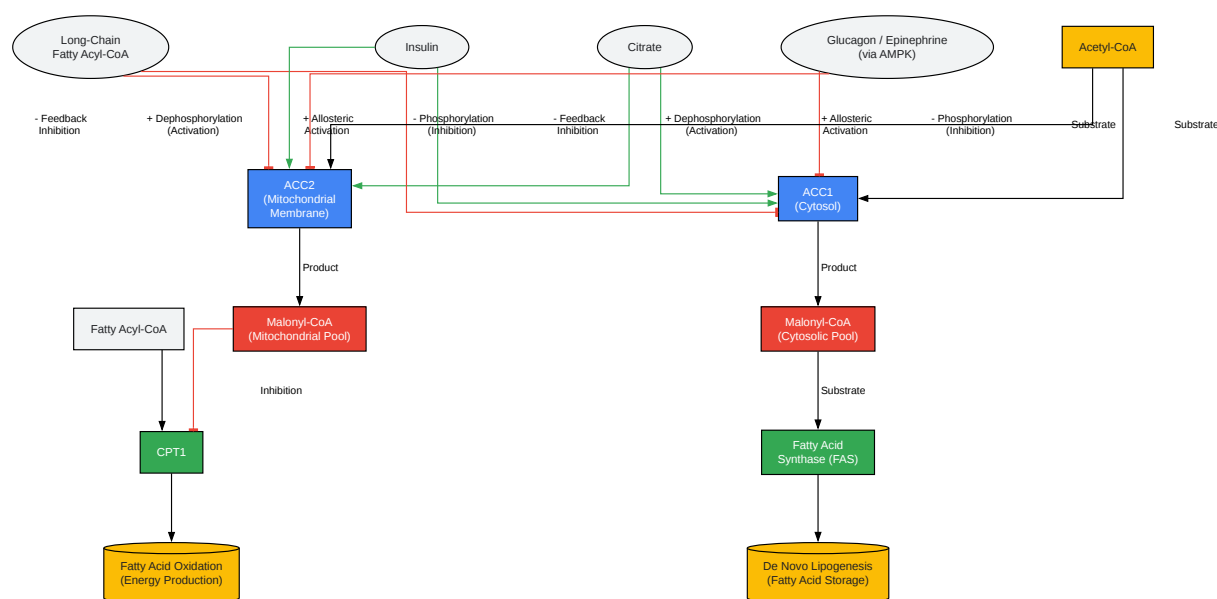 Long-Chain
Fatty Acyl-CoA
Insulin
Citrate
Glucagon / Epinephrine
(via AMPK)
Acetyl-CoA
- Feedback
Inhibition
+ Dephosphorylation
(Activation)
+ Allosteric
Activation
- Phosphorylation
(Inhibition)
- Feedback
Inhibition
+ Dephosphorylation
(Activation)
+ Allosteric
Activation
- Phosphorylation
(Inhibition)
Substrate
Substrate
ACC2
(Mitochondrial
Membrane)
ACC1
(Cytosol)
Product
Product
Fatty Acyl-CoA
Malonyl-CoA
(Mitochondrial Pool)
Malonyl-CoA
(Cytosolic Pool)
Inhibition
Substrate
CPT1
Fatty Acid
Synthase (FAS)
Fatty Acid Oxidation
(Energy Production)
De Novo Lipogenesis
(Fatty Acid Storage)